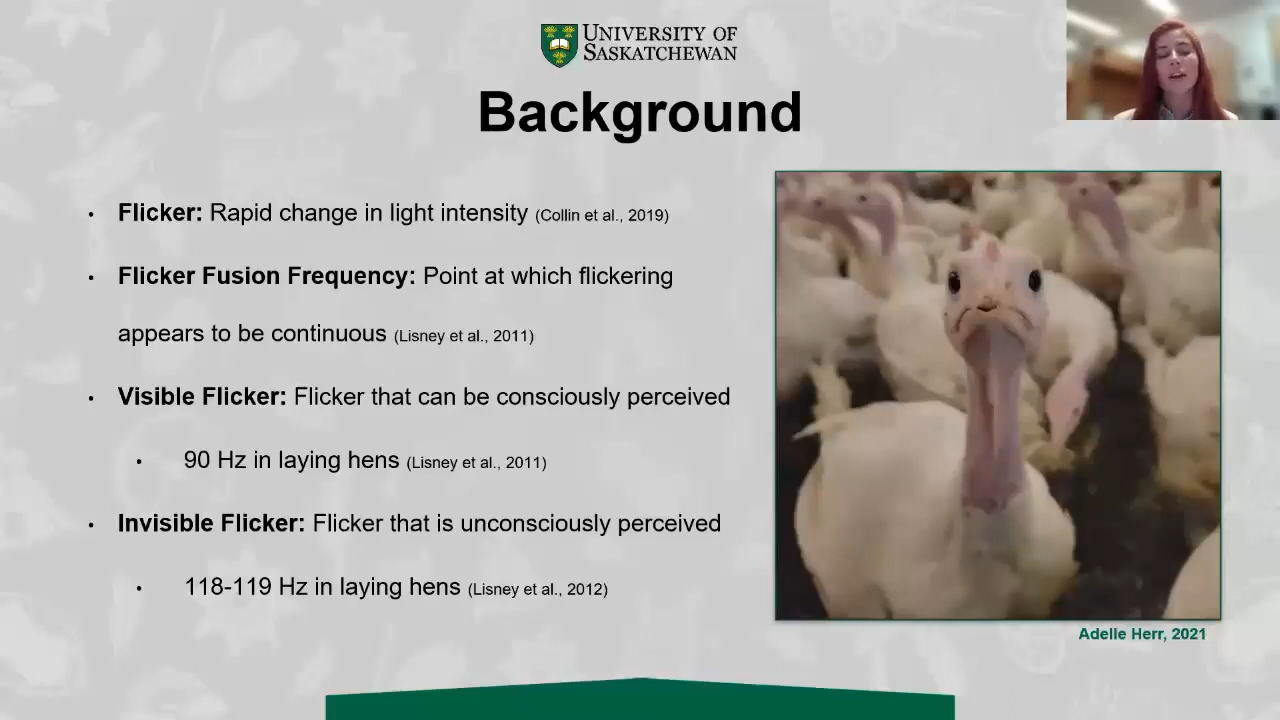 UNIVERSITY OF
SASKATCHEWAN
Background
• Flicker: Rapid change in light intensity (Collin et al., 2019)
• Flicker Fusion Frequency: Point at which flickering
appears to be continuous (Lisney et al., 2011)
• Visible Flicker: Flicker that can be consciously perceived
• 90 Hz in laying hens (Lisney et al., 2011)
• Invisible Flicker: Flicker that is unconsciously perceived
• 118-119 Hz in laying hens (Lisney et al., 2012)
Adelle Herr, 2021